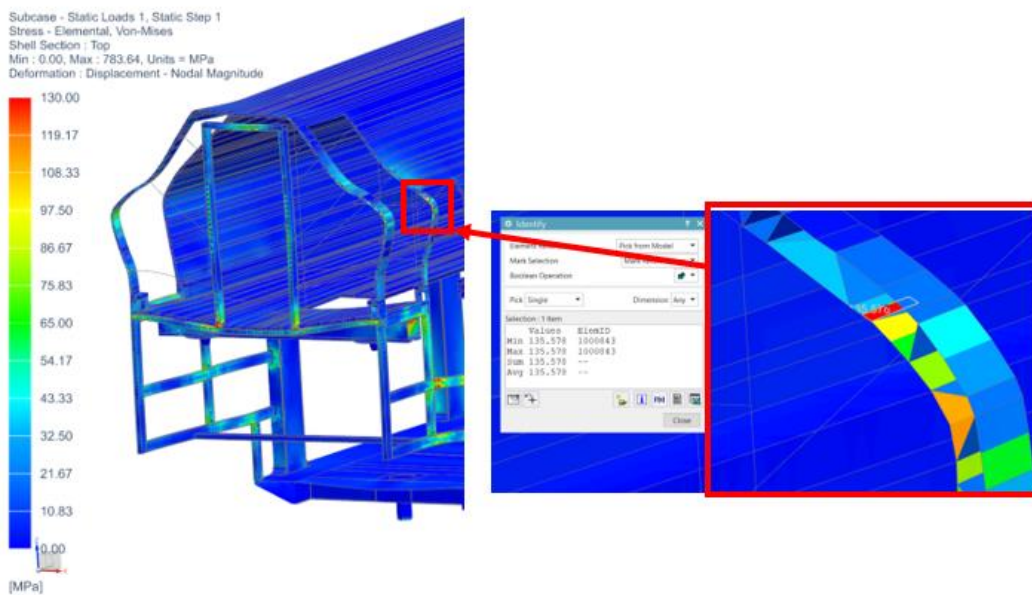 Subcase - Static Loads 1, Static Step 1
Stress - Elemental, Von-Mises
Shell Section : Top
Min : 0.00, Max : 783.64, Units = MPa
Deformation : Displacement - Nodal Magnitude
130.00
119.17
108.33
97.50
86.67
65.00
54.17
43.33
32.50
21.67
10.83
0.00
[MPa]
Identify
Pick from Model
Mark Selection
Boolean Operation
Pick Single Dimension Any
Selection : 1 Item
Values ElemID
Min 135.578 1000843
Max 135.578 1000843
Sum 135.578 --
Avg 135.578 --
Close